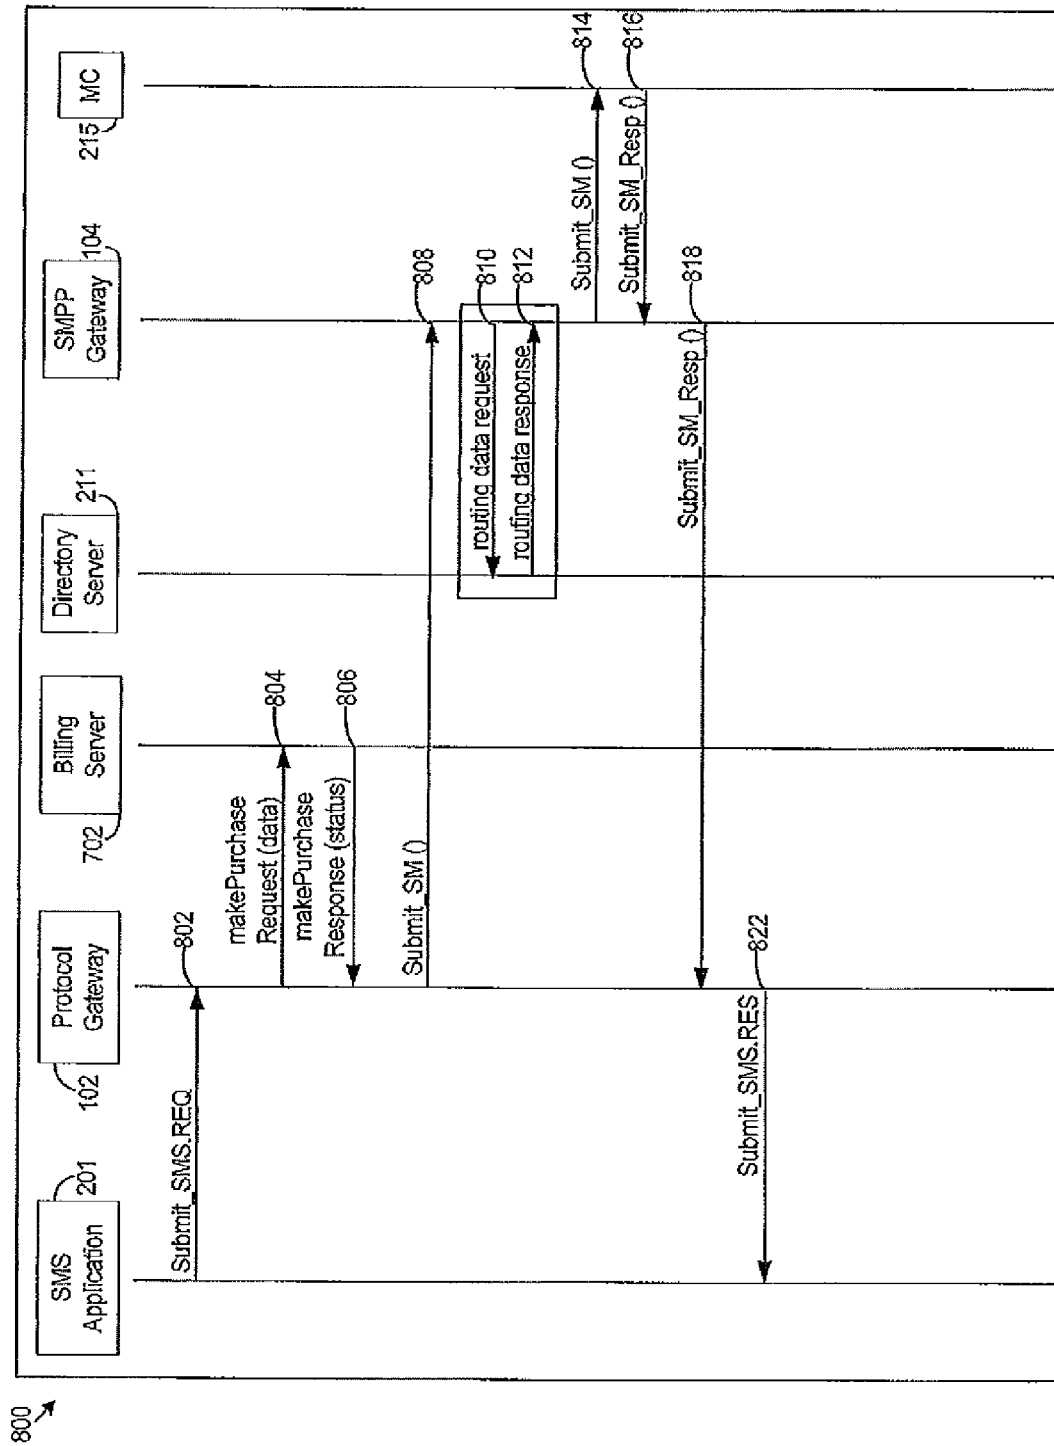 800
SMS
Application
201
Protocol
Gateway
102
Billing
Server
702
Directory
Server
211
SMPP
Gateway
104
MC
215
Submit_SMS.REQ
802
makePurchase
Request (data)
804
makePurchase
Response (status)
806
Submit_SM ()
808
routing data request
810
routing data response
812
Submit_SM ()
814
Submit_SM_Resp ()
816
Submit_SM_Resp ()
818
Submit_SMS.RES
822